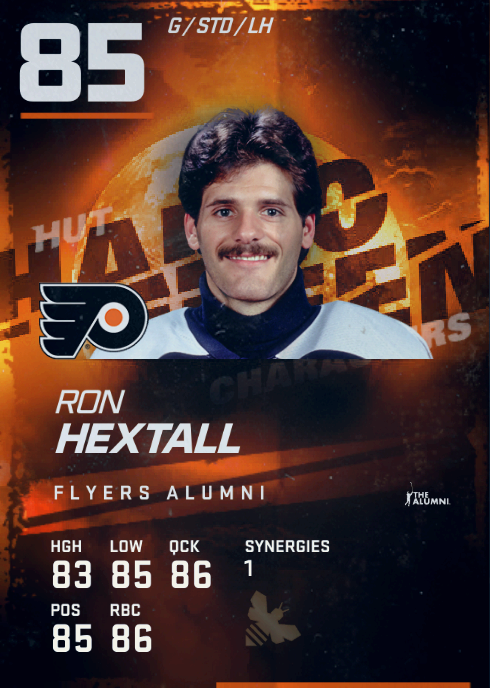 85
G / STD / LH
HUT
RON
HEXTALL
FLYERS ALUMNI
THE
ALUMNI
HGH LOW QCK SYNERGIES
83 85 86 1
POS RBC
85 86